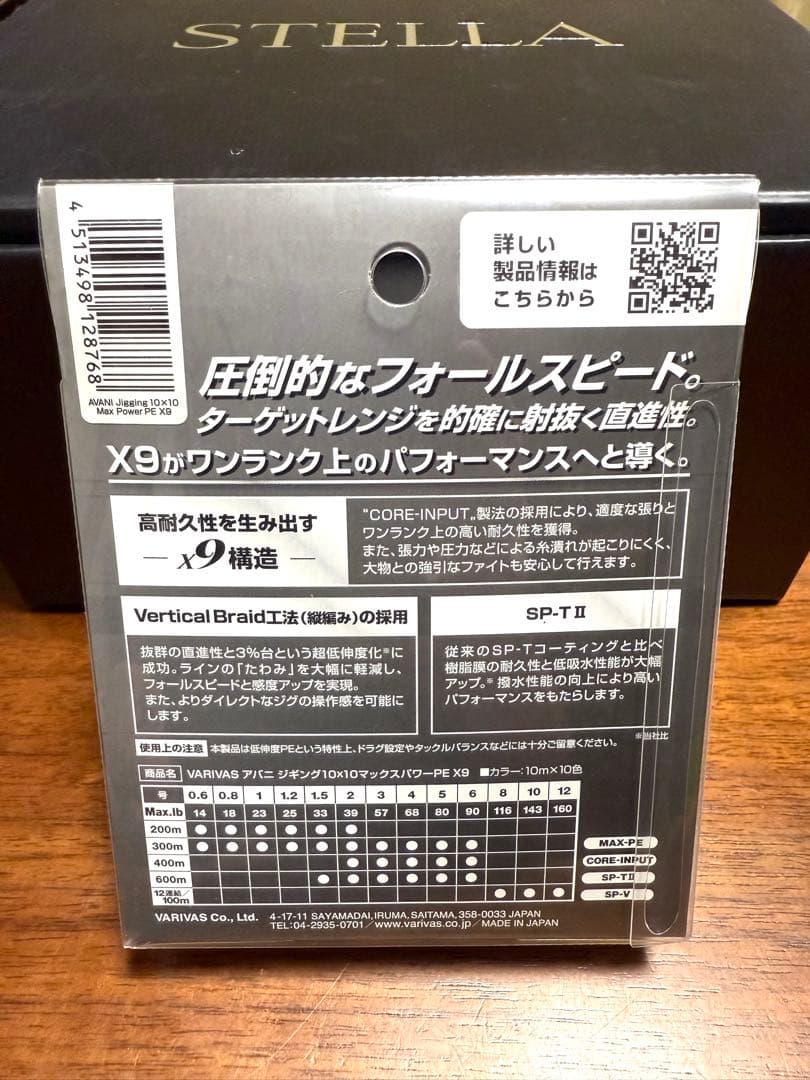 STELLA
4 513498 128768
AVANI Jigging 10×10
Max Power PE X9
詳しい
製品情報は
こちらから
圧倒的なフォールスピード。
ターゲットレンジを的確に射抜く直進性。
X9がワンランク上のパフォーマンスへと導く。
高耐久性を生み出す
― x9構造 ―
"CORE-INPUT„製法の採用により、適度な張りと
ワンランク上の高い耐久性を獲得。
また、張力や圧力などによる糸潰れが起こりにくく、
大物との強引なファイトも安心して行えます。
Vertical Braid工法(縦編み)の採用
抜群の直進性と3%台という超低伸度化※に
成功。ラインの「たわみ」を大幅に軽減し、
フォールスピードと感度アップを実現。
また、よりダイレクトなジグの操作感を可能に
します。
SP-TⅡ
従来のSP-Tコーティングと比べ
樹脂膜の耐久性と低吸水性能が大幅
アップ。※撥水性能の向上により高い
パフォーマンスをもたらします。
※当社比
使用上の注意 本製品は低伸度PEという特性上、ドラグ設定やタックルバランスなどには十分ご留意ください。
商品名 VARIVAS アバニ ジギング10×10マックスパワーPE X9 ■カラー:10m×10色
号 0.6 0.8 1 1.2 1.5 2 3 4 5 6 8 10 12
Max.lb 14 18 23 25 33 39 57 68 80 90 116 143 160
200m ● ● ● ● ● ●
300m ● ● ● ● ● ● ● ● ● ●
400m ● ● ● ● ●
600m ● ● ● ● ● ●
12連結/100m ● ● ●
MAX-PE
CORE-INPUT
SP-TⅡ
SP-V
VARIVAS Co., Ltd. 4-17-11 SAYAMADAI, IRUMA, SAITAMA, 358-0033 JAPAN
TEL:04-2935-0701/www.varivas.co.jp/MADE IN JAPAN